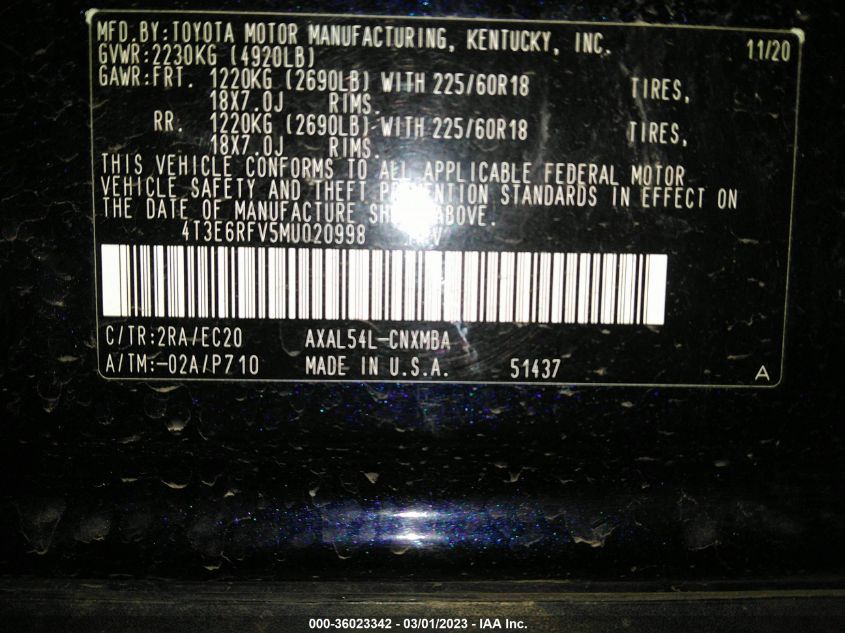 MFD.BY:TOYOTA MOTOR MANUFACTURING, KENTUCKY, INC. 11/20
GVWR:2230KG (4920LB)
GAWR:FRT. 1220KG (2690LB) WITH 225/60R18 TIRES,
18X7.0J RIMS.
RR. 1220KG (2690LB) WITH 225/60R18 TIRES,
18X7.0J RIMS.
THIS VEHICLE CONFORMS TO ALL APPLICABLE FEDERAL MOTOR
VEHICLE SAFETY AND THEFT PREVENTION STANDARDS IN EFFECT ON
THE DATE OF MANUFACTURE SHOWN ABOVE.
4T3E6RFV5MU020998
C/TR:2RA/EC20 AXAL54L-CNXMBA
A/TM:-02A/P710 MADE IN U.S.A. 51437 A
000-36023342 - 03/01/2023 - IAA Inc.